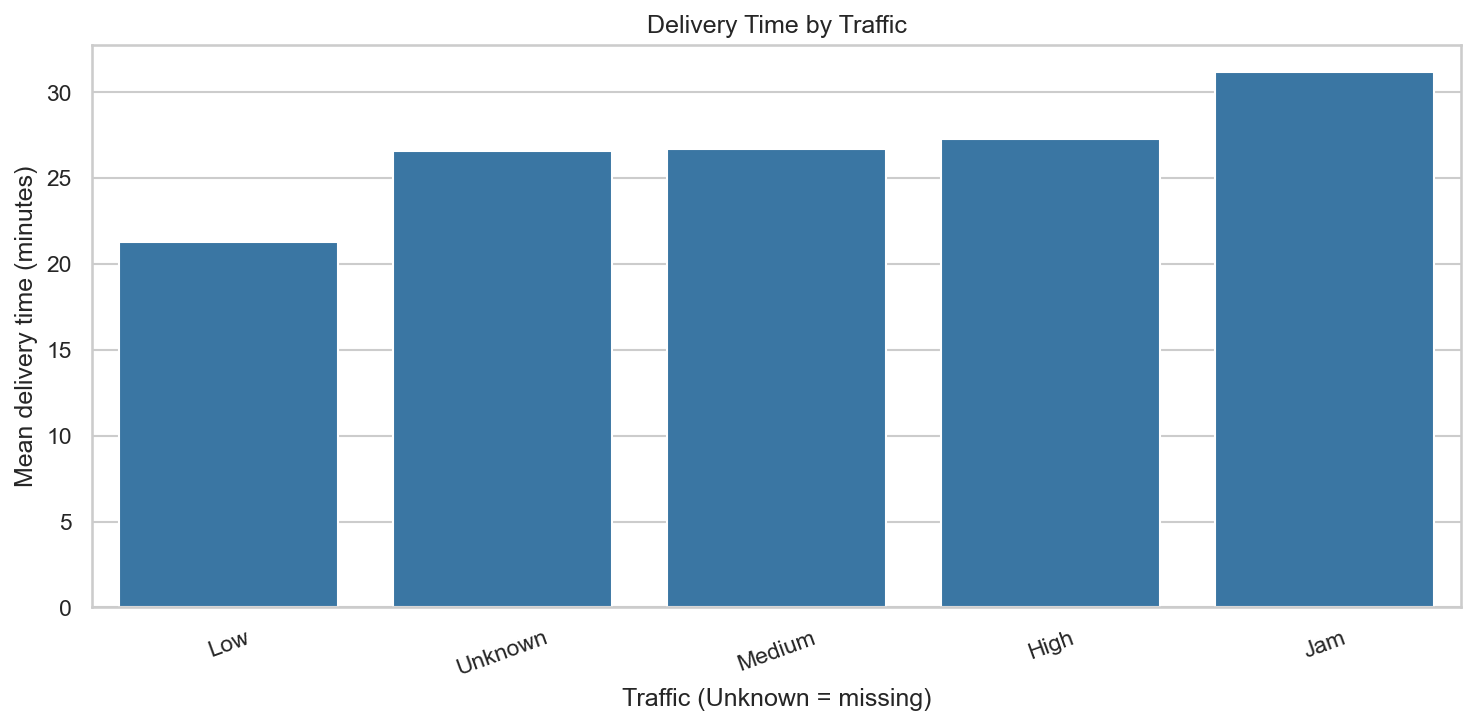 Delivery Time by Traffic
Mean delivery time (minutes)
30
25
20
15
10
5
0
Low
Unknown
Medium
High
Jam
Traffic (Unknown = missing)